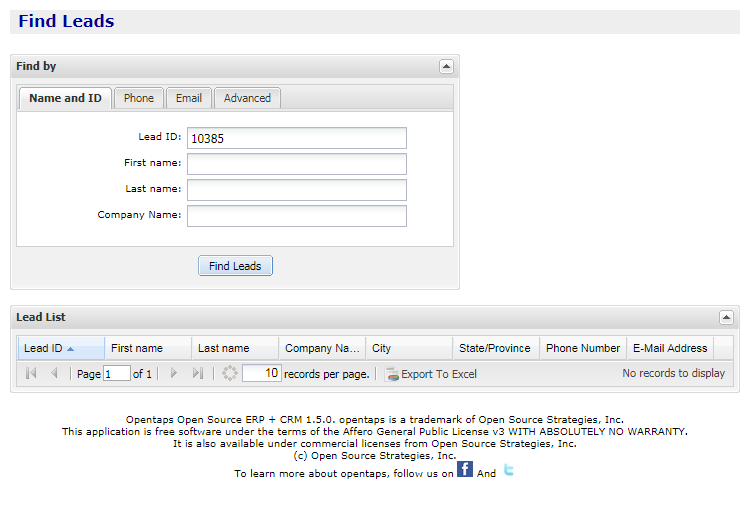 Find Leads
Find by
Name and ID Phone Email Advanced
Lead ID: 10385
First name:
Last name:
Company Name:
Find Leads
Lead List
Lead ID First name Last name Company Na... City State/Province Phone Number E-Mail Address
Page 1 of 1 10 records per page. Export To Excel No records to display
Opentaps Open Source ERP + CRM 1.5.0. opentaps is a trademark of Open Source Strategies, Inc.
This application is free software under the terms of the Affero General Public License v3 WITH ABSOLUTELY NO WARRANTY.
It is also available under commercial licenses from Open Source Strategies, Inc.
(c) Open Source Strategies, Inc.
To learn more about opentaps, follow us on f And t